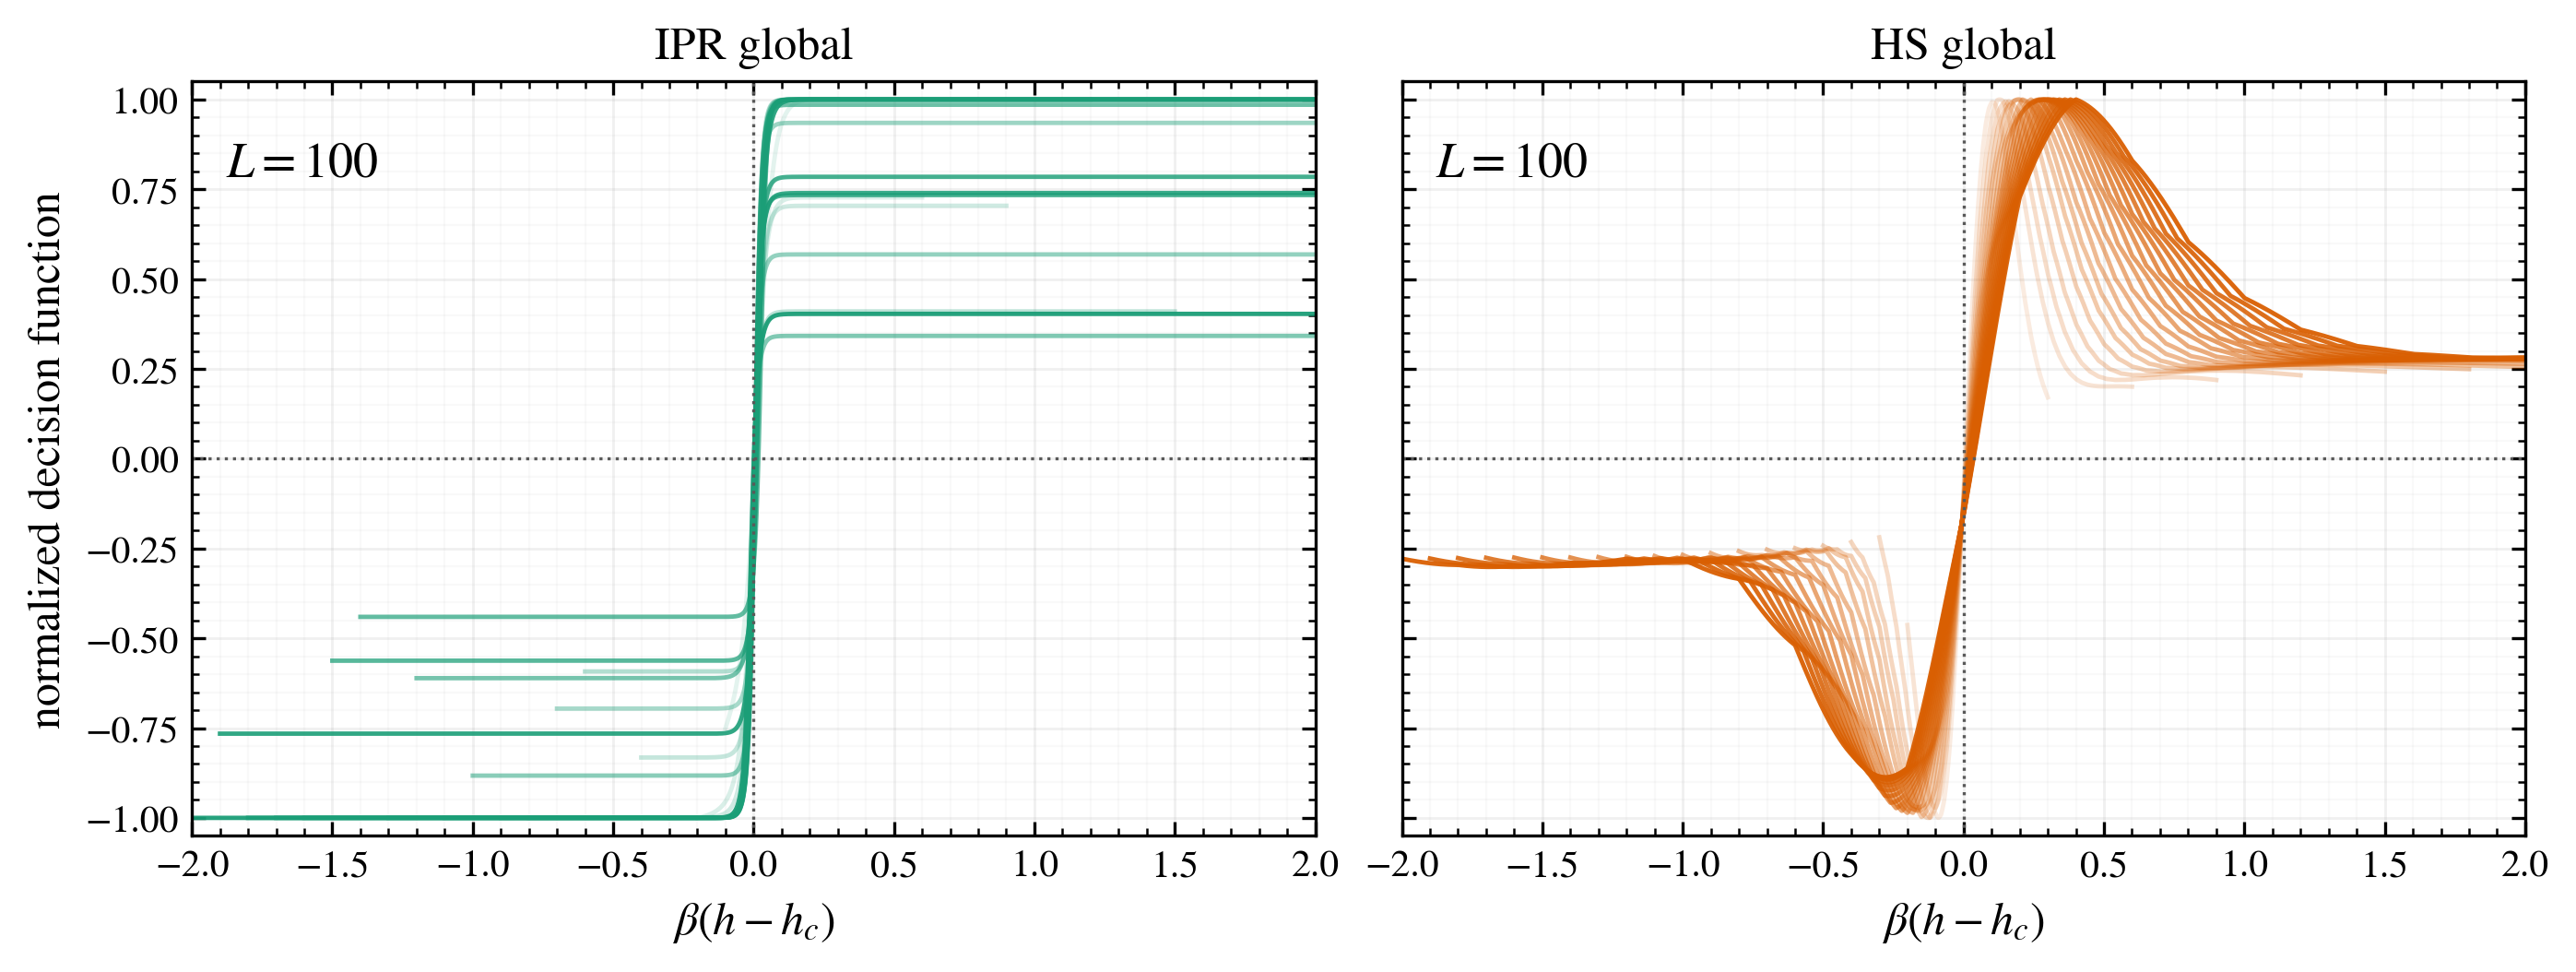 IPR global
HS global
normalized decision function
1.00
0.75
0.50
0.25
0.00
−0.25
−0.50
−0.75
−1.00
L = 100
L = 100
−2.0 −1.5 −1.0 −0.5 0.0 0.5 1.0 1.5 2.0
−2.0 −1.5 −1.0 −0.5 0.0 0.5 1.0 1.5 2.0
β(h − h_c)
β(h − h_c)